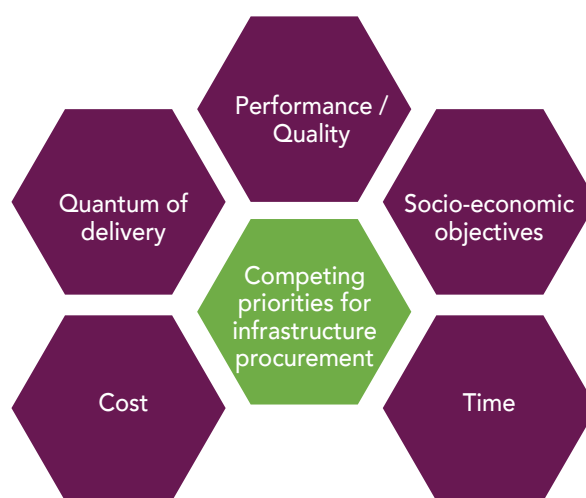 Performance /
Quality
Quantum of
delivery
Socio-economic
objectives
Competing
priorities for
infrastructure
procurement
Cost
Time